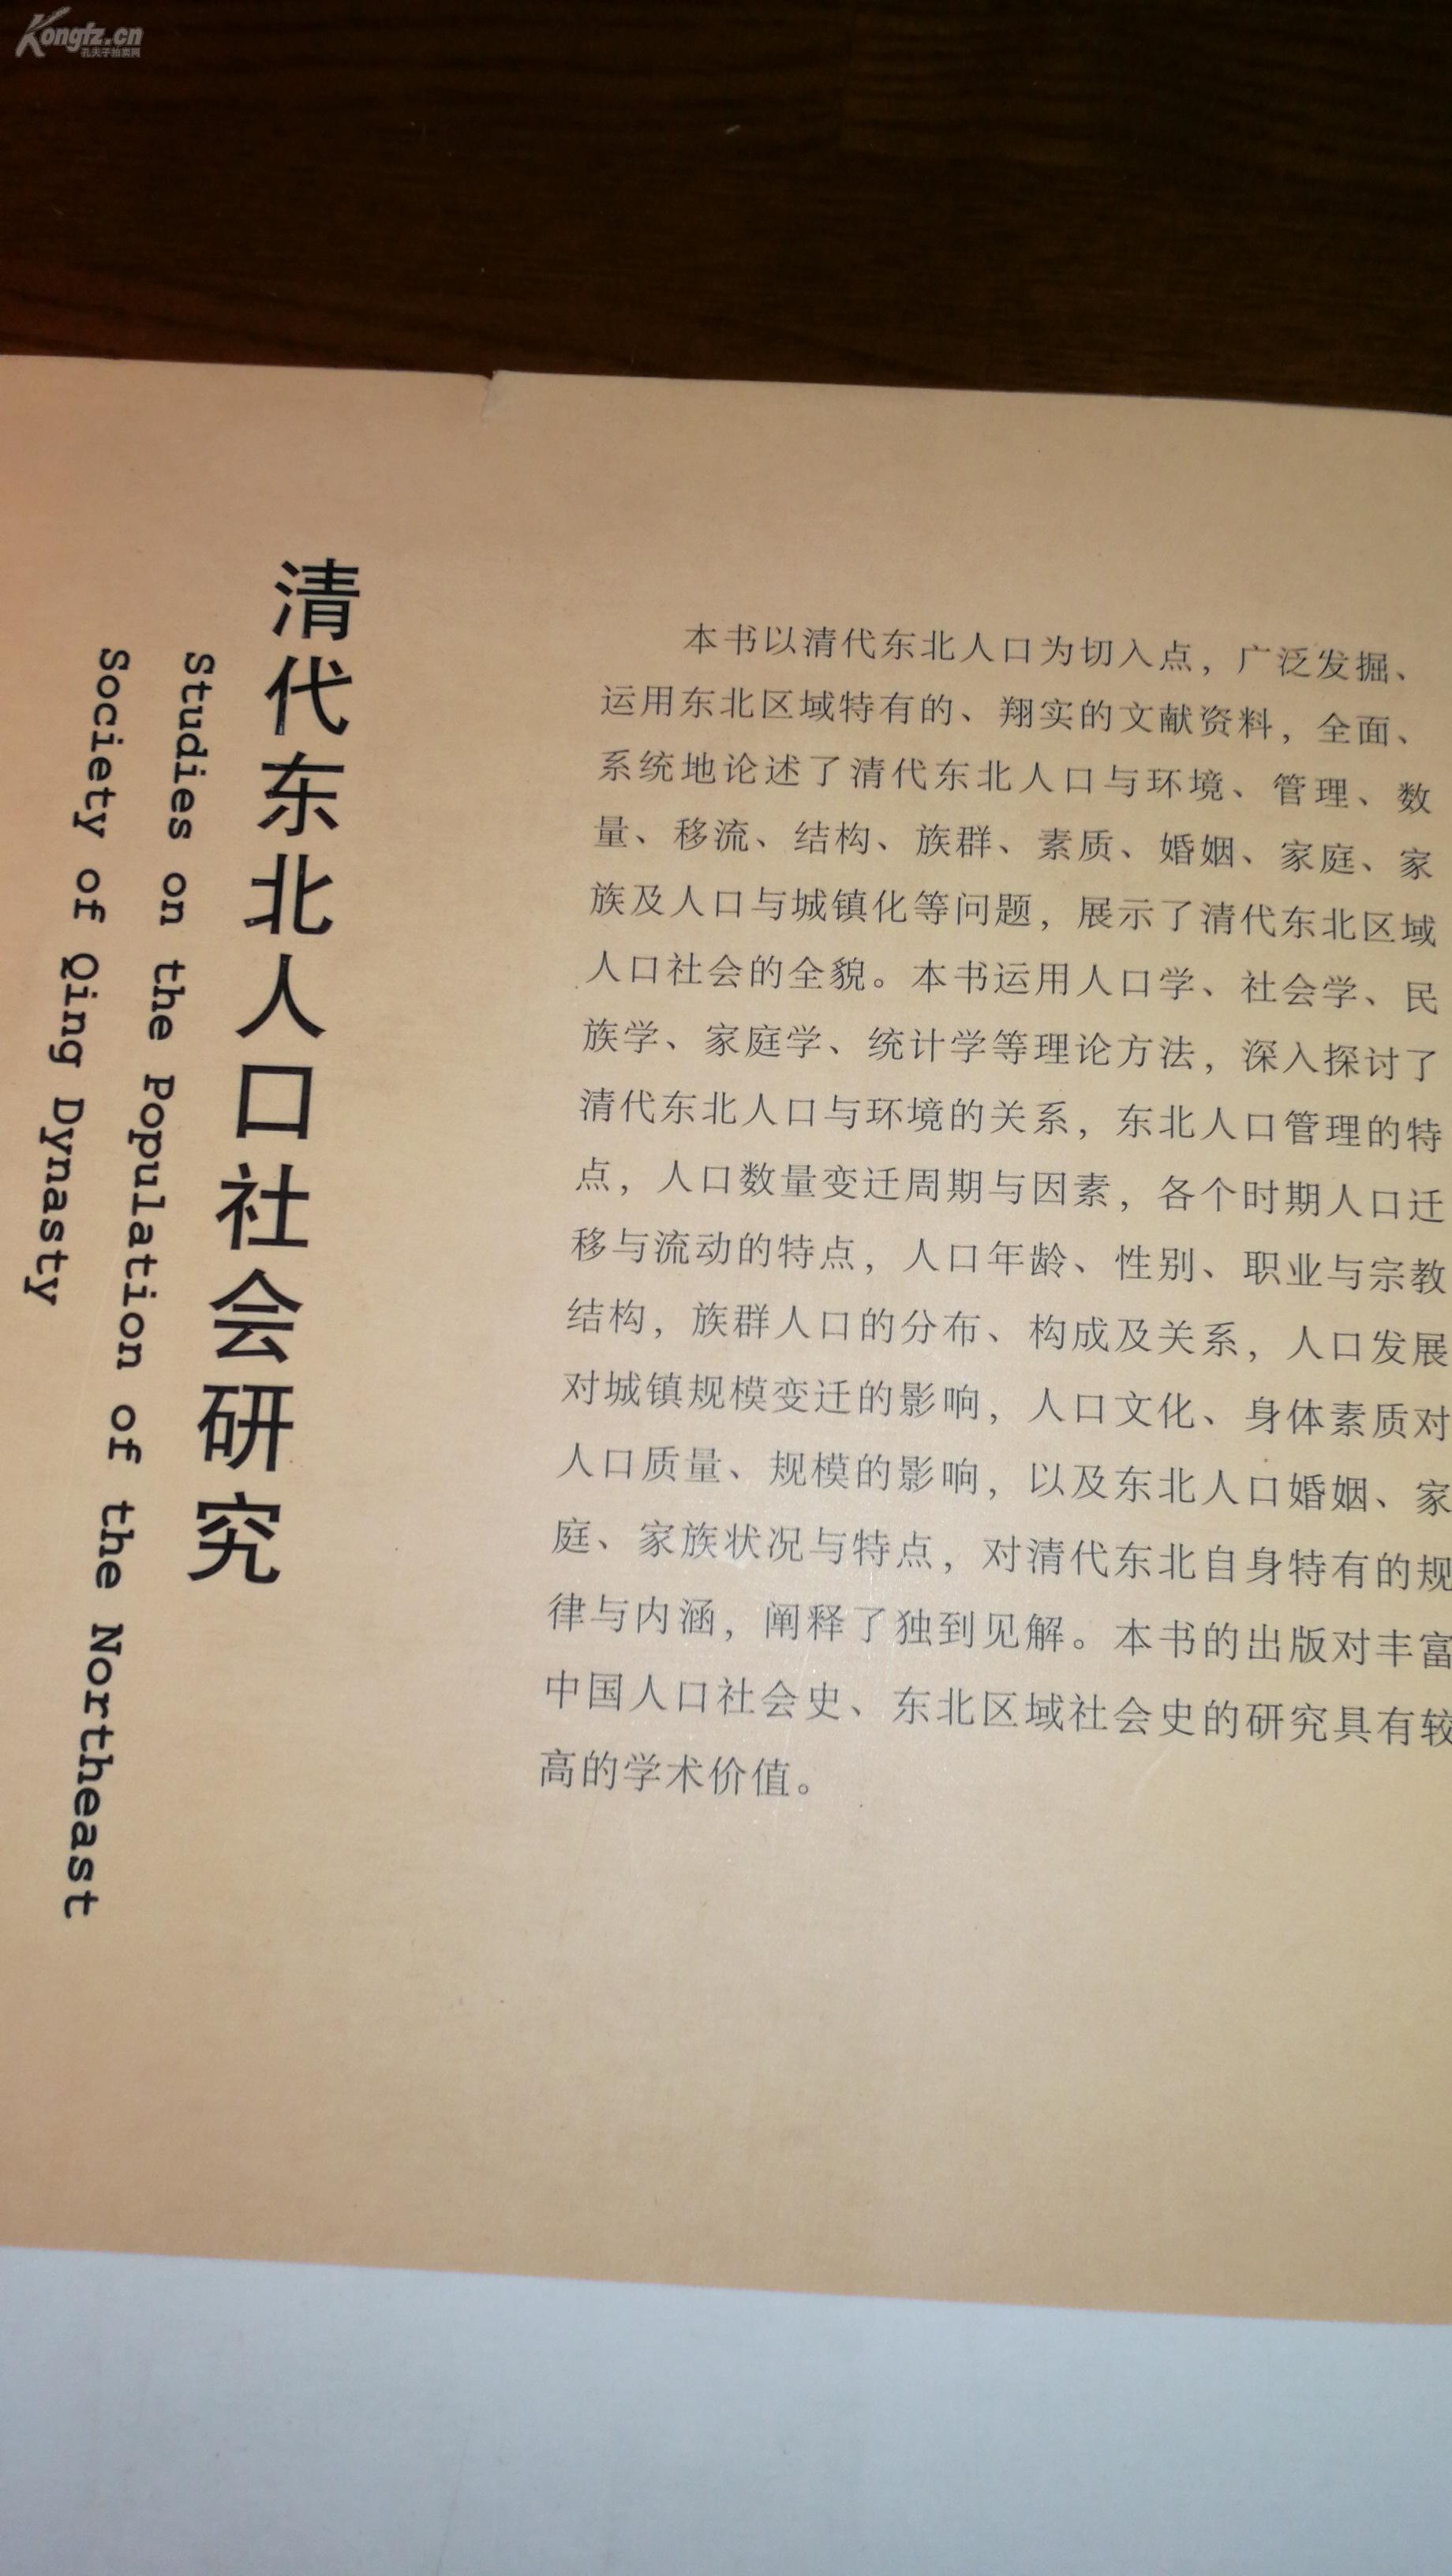 Kongfz.cn
孔夫子拍卖网
清代东北人口社会研究
Studies on the Population of the Northeast
Society of Qing Dynasty
本书以清代东北人口为切入点，广泛发掘、
运用东北区域特有的、翔实的文献资料，全面、
系统地论述了清代东北人口与环境、管理、数
量、移流、结构、族群、素质、婚姻、家庭、家
族及人口与城镇化等问题，展示了清代东北区域
人口社会的全貌。本书运用人口学、社会学、民
族学、家庭学、统计学等理论方法，深入探讨了
清代东北人口与环境的关系，东北人口管理的特
点，人口数量变迁周期与因素，各个时期人口迁
移与流动的特点，人口年龄、性别、职业与宗教
结构，族群人口的分布、构成及关系，人口发展
对城镇规模变迁的影响，人口文化、身体素质对
人口质量、规模的影响，以及东北人口婚姻、家
庭、家族状况与特点，对清代东北自身特有的规
律与内涵，阐释了独到见解。本书的出版对丰富
中国人口社会史、东北区域社会史的研究具有较
高的学术价值。